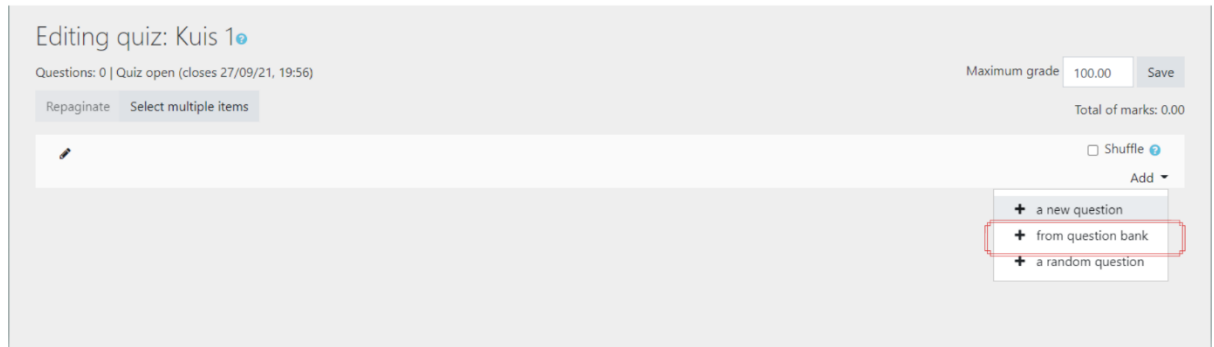 Editing quiz: Kuis 1
Questions: 0 | Quiz open (closes 27/09/21, 19:56)
Maximum grade 100.00 Save
Repaginate Select multiple items
Total of marks: 0.00
Shuffle
Add
a new question
from question bank
a random question